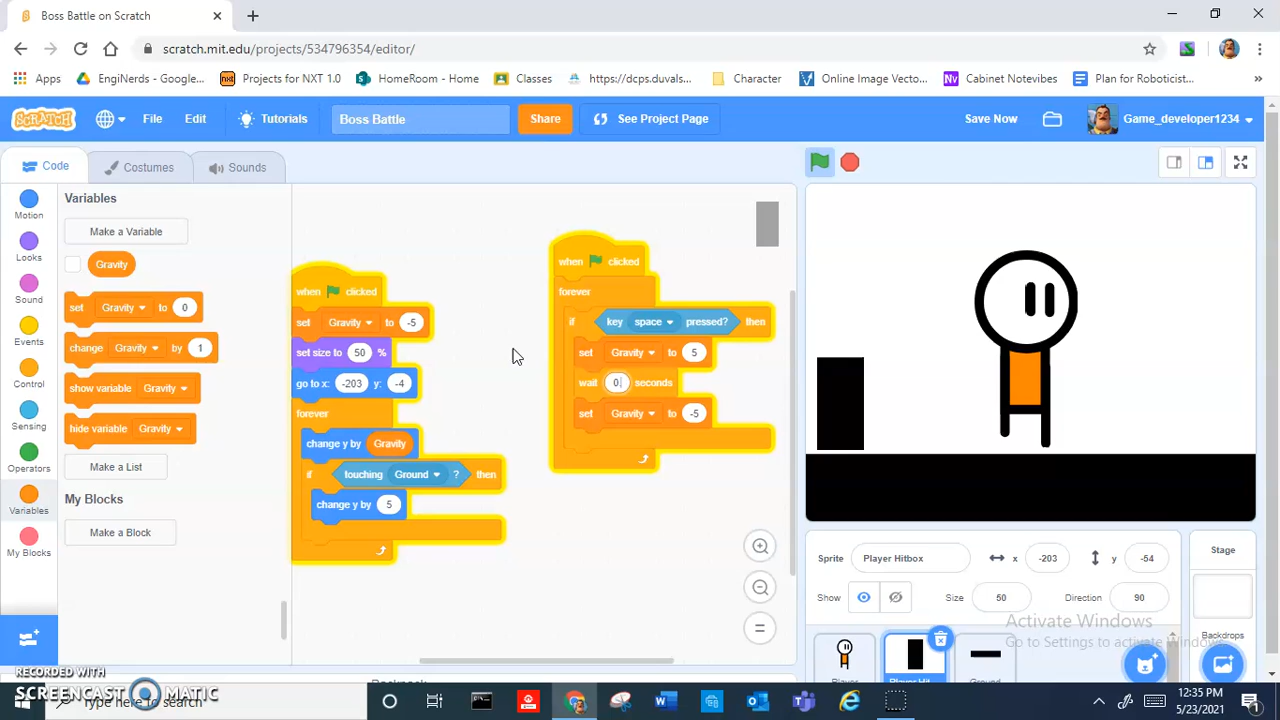 Boss Battle on Scratch
scratch.mit.edu/projects/534796354/editor/
Apps
EngiNerds - Google...
Projects for NXT 1.0
HomeRoom - Home
Classes
https://dcps.duvals...
Character
Online Image Vecto...
Cabinet Notevibes
Plan for Roboticist...
SCRATCH
File
Edit
Tutorials
Boss Battle
Share
See Project Page
Save Now
Game_developer1234
Code
Costumes
Sounds
Motion
Looks
Sound
Events
Control
Sensing
Operators
Variables
My Blocks
Variables
Make a Variable
Gravity
set Gravity to 0
change Gravity by 1
show variable Gravity
hide variable Gravity
Make a List
My Blocks
Make a Block
when clicked
set Gravity to -5
set size to 50 %
go to x: -203 y: -4
forever
change y by Gravity
if touching Ground ? then
change y by 5
when clicked
forever
if key space pressed? then
set Gravity to 5
wait 0 seconds
set Gravity to -5
Sprite Player Hitbox x -203 y -54
Show Size 50 Direction 90
Stage
Backdrops
Player
Player Hit...
Ground
Activate Windows
Go to Settings to activate Windows.
RECORDED WITH
SCREENCAST MATIC
Type here to search
12:35 PM
5/23/2021
1